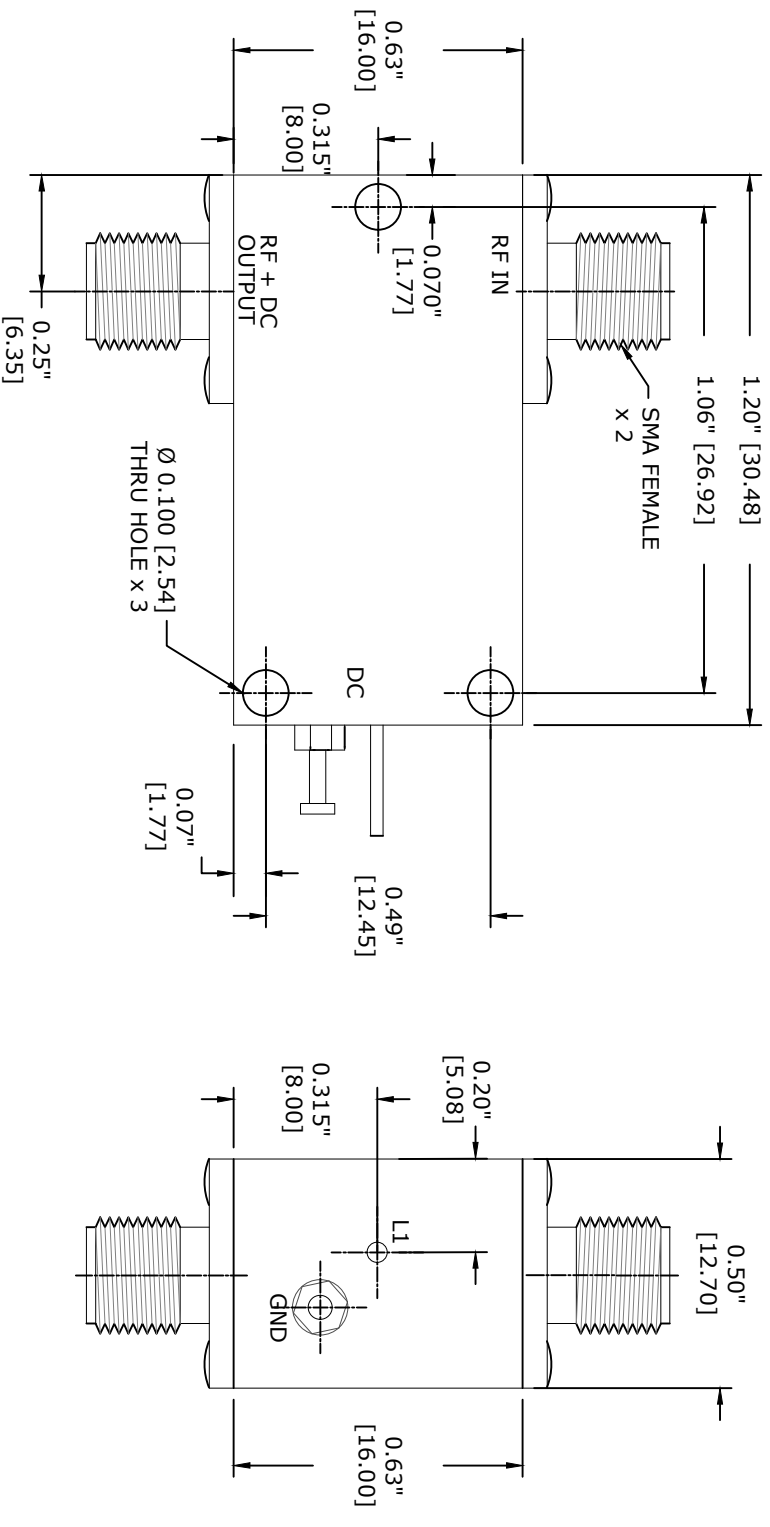 1.20" [30.48]
1.06" [26.92]
SMA FEMALE
x 2
0.63"
[16.00]
0.315"
[8.00]
0.070"
[1.77]
RF IN
RF + DC
OUTPUT
DC
0.25"
[6.35]
Ø 0.100 [2.54]
THRU HOLE x 3
0.07"
[1.77]
0.49"
[12.45]
0.50"
[12.70]
0.20"
[5.08]
0.315"
[8.00]
L1
GND
0.63"
[16.00]